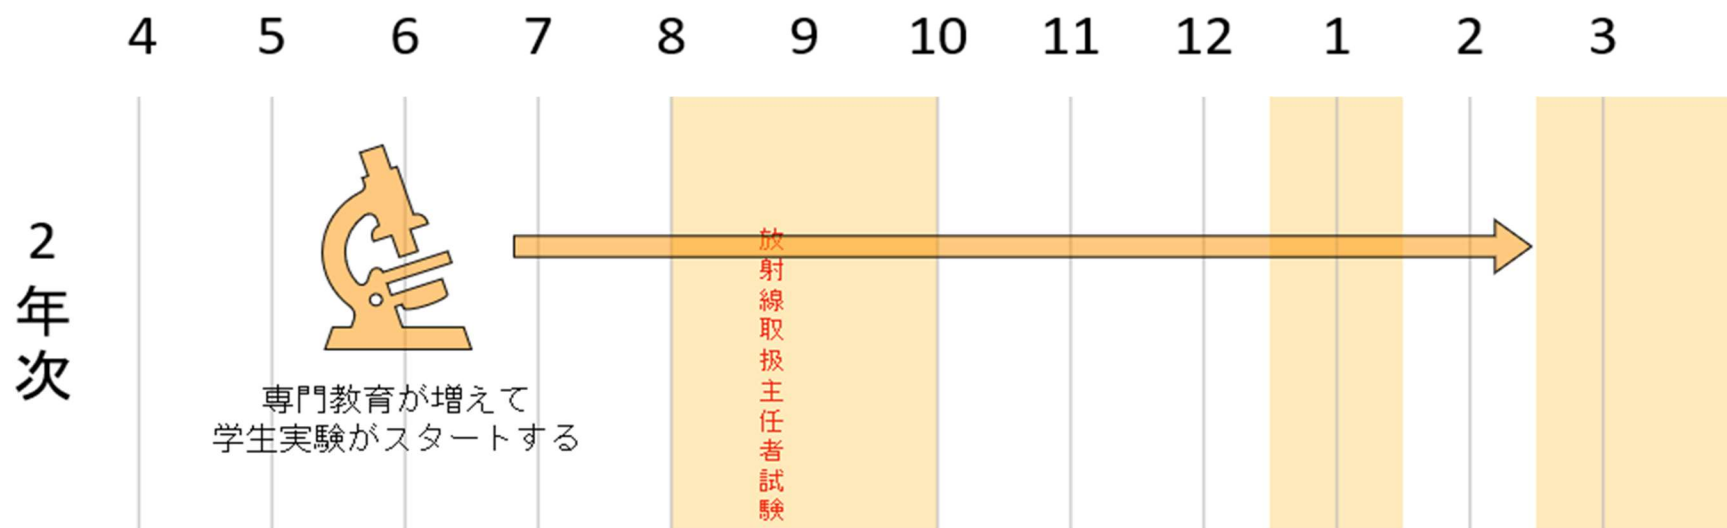 4 5 6 7 8 9 10 11 12 1 2 3
2年次
専門教育が増えて
学生実験がスタートする
放射線取扱主任者試験